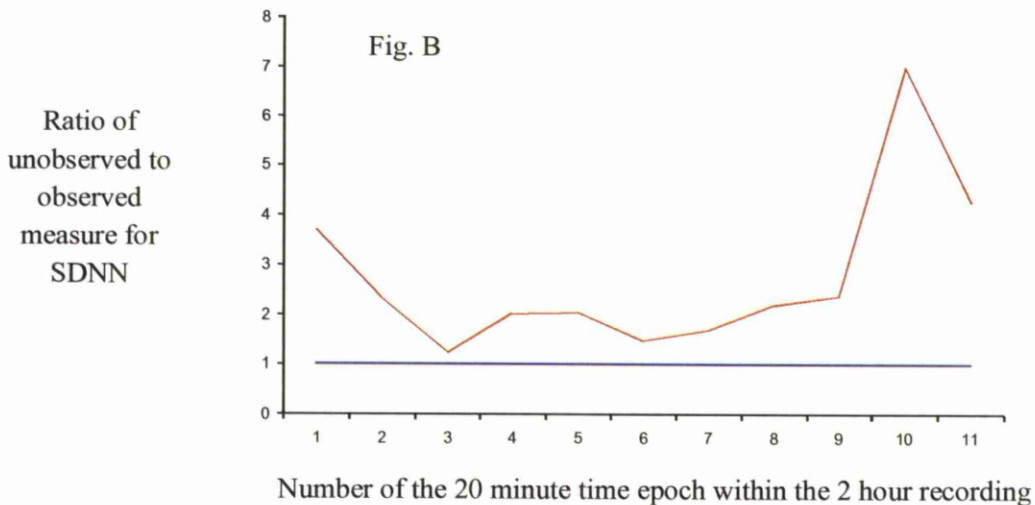 Fig. B
Ratio of
unobserved to
observed
measure for
SDNN
8
7
6
5
4
3
2
1
0
1 2 3 4 5 6 7 8 9 10 11
Number of the 20 minute time epoch within the 2 hour recording